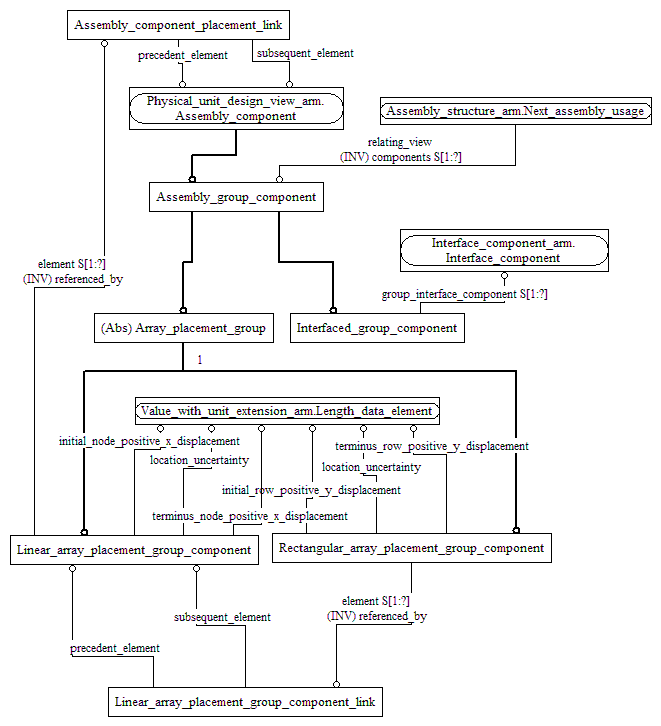 Assembly_component_placement_link
precedent_element
subsequent_element
Physical_unit_design_view_arm.
Assembly_component
Assembly_structure_arm.Next_assembly_usage
relating_view
(INV) components S[1:?]
Assembly_group_component
Interface_component_arm.
Interface_component
element S[1:?]
(INV) referenced_by
group_interface_component S[1:?]
(Abs) Array_placement_group
Interfaced_group_component
1
Value_with_unit_extension_arm.Length_data_element
initial_node_positive_x_displacement
terminus_row_positive_y_displacement
location_uncertainty
location_uncertainty
initial_row_positive_y_displacement
terminus_node_positive_x_displacement
Linear_array_placement_group_component
Rectangular_array_placement_group_component
element S[1:?]
(INV) referenced_by
subsequent_element
precedent_element
Linear_array_placement_group_component_link